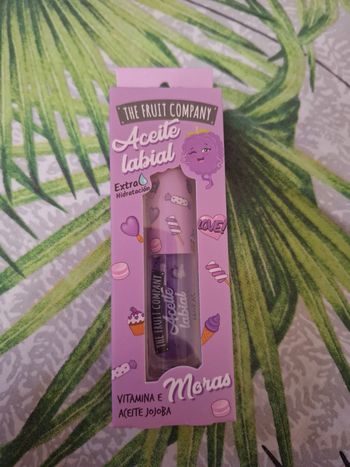 THE FRUIT COMPANY
Aceite
labial
Extra
Hidratación
LOVE!
THE FRUIT COMPANY
Aceite
labial
Moras
VITAMINA E
ACEITE JOJOBA